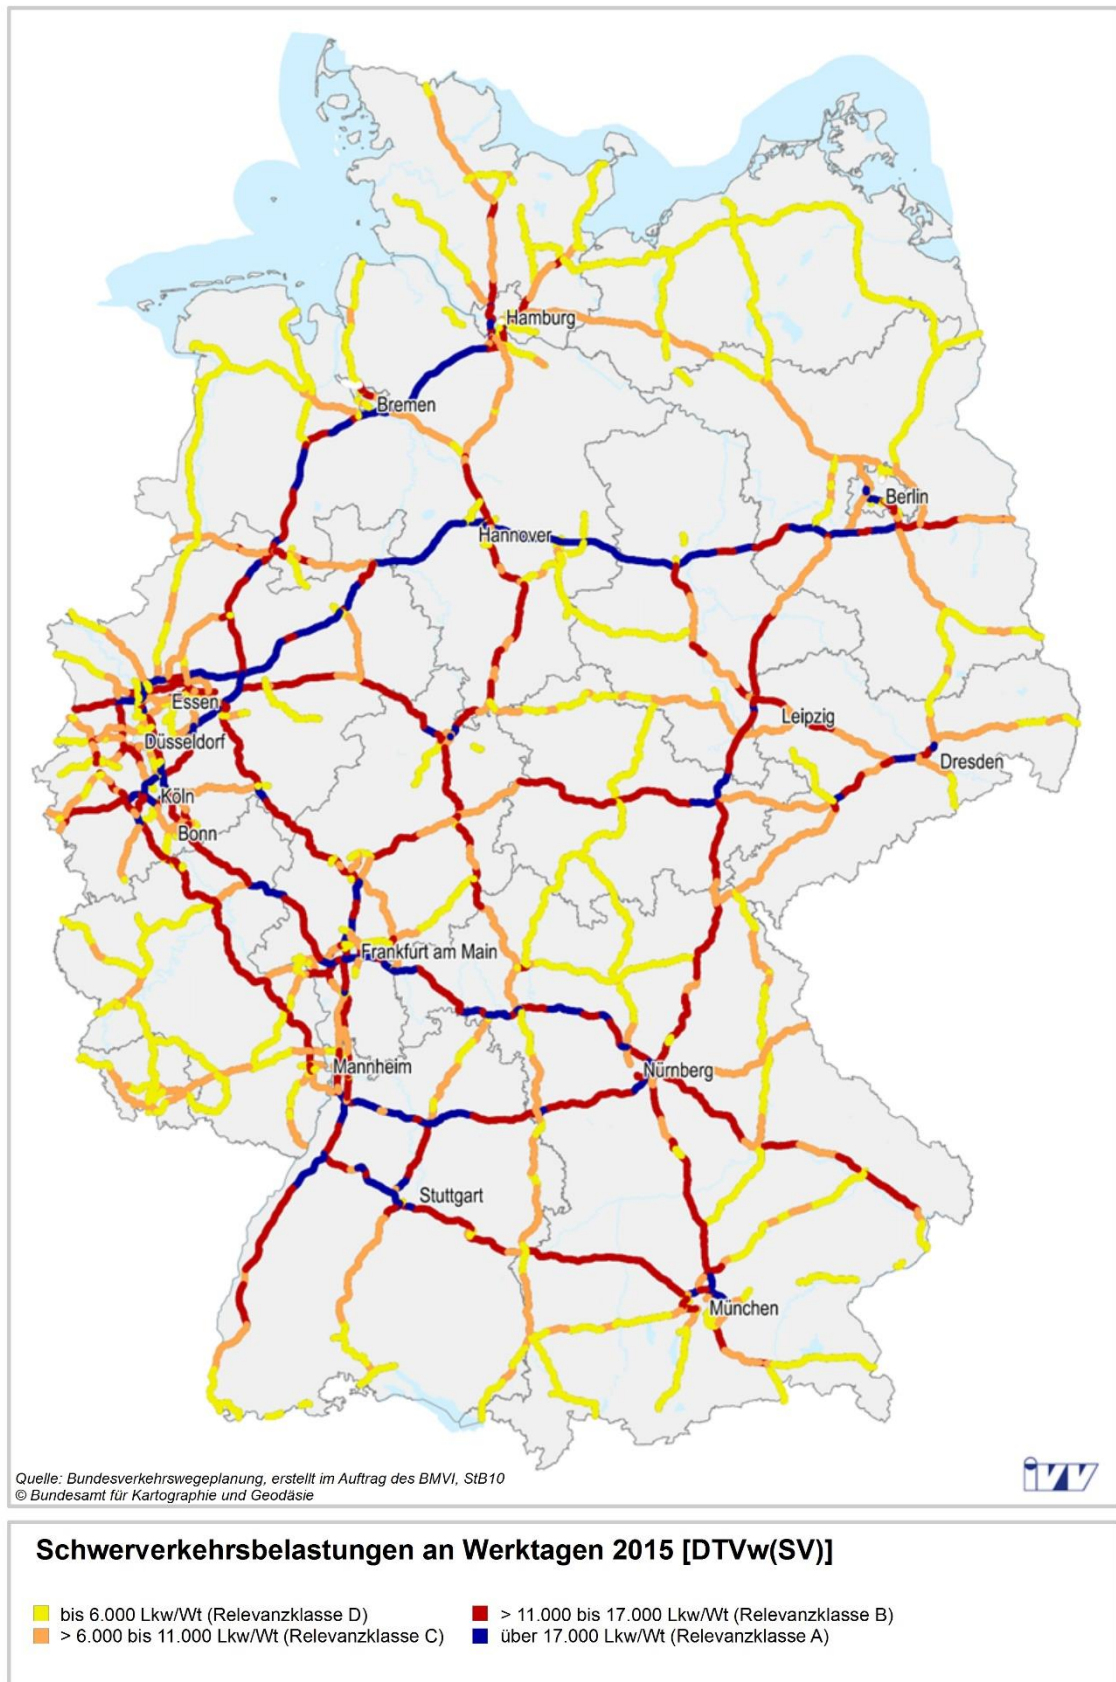 Hamburg
Bremen
Berlin
Hannover
Essen
Leipzig
Düsseldorf
Dresden
Köln
Bonn
Frankfurt am Main
Mannheim
Nürnberg
Stuttgart
München
Quelle: Bundesverkehrswegeplanung, erstellt im Auftrag des BMVI, StB10
© Bundesamt für Kartographie und Geodäsie
ivv
Schwerverkehrsbelastungen an Werktagen 2015 [DTVw(SV)]
bis 6.000 Lkw/Wt (Relevanzklasse D)
> 6.000 bis 11.000 Lkw/Wt (Relevanzklasse C)
> 11.000 bis 17.000 Lkw/Wt (Relevanzklasse B)
über 17.000 Lkw/Wt (Relevanzklasse A)